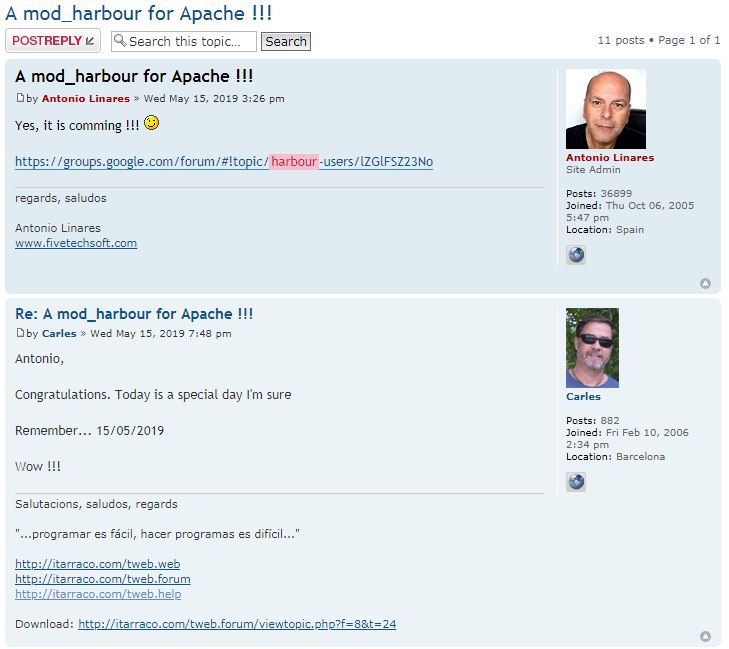 A mod_harbour for Apache !!!
POSTREPLY
Search this topic...
Search
11 posts • Page 1 of 1
A mod_harbour for Apache !!!
by Antonio Linares » Wed May 15, 2019 3:26 pm
Yes, it is comming !!!
https://groups.google.com/forum/#!topic/harbour-users/lZGlFSZ23No
regards, saludos
Antonio Linares
www.fivetechsoft.com
Antonio Linares
Site Admin
Posts: 36899
Joined: Thu Oct 06, 2005
5:47 pm
Location: Spain
Re: A mod_harbour for Apache !!!
by Carles » Wed May 15, 2019 7:48 pm
Antonio,
Congratulations. Today is a special day I'm sure
Remember... 15/05/2019
Wow !!!
Salutacions, saludos, regards
"...programar es fácil, hacer programas es difícil..."
http://itarraco.com/tweb.web
http://itarraco.com/tweb.forum
http://itarraco.com/tweb.help
Download: http://itarraco.com/tweb.forum/viewtopic.php?f=8&t=24
Carles
Posts: 882
Joined: Fri Feb 10, 2006
2:34 pm
Location: Barcelona